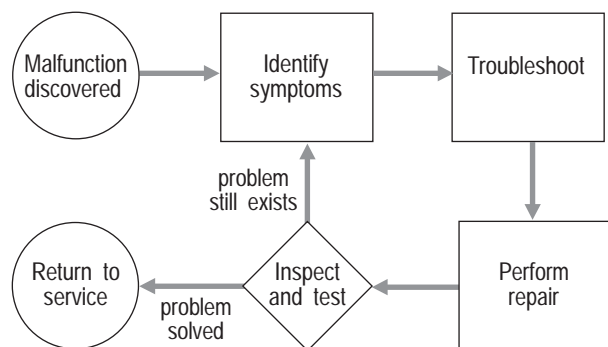 Malfunction
discovered
Identify
symptoms
Troubleshoot
problem
still exists
Return to
service
problem
solved
Inspect
and test
Perform
repair